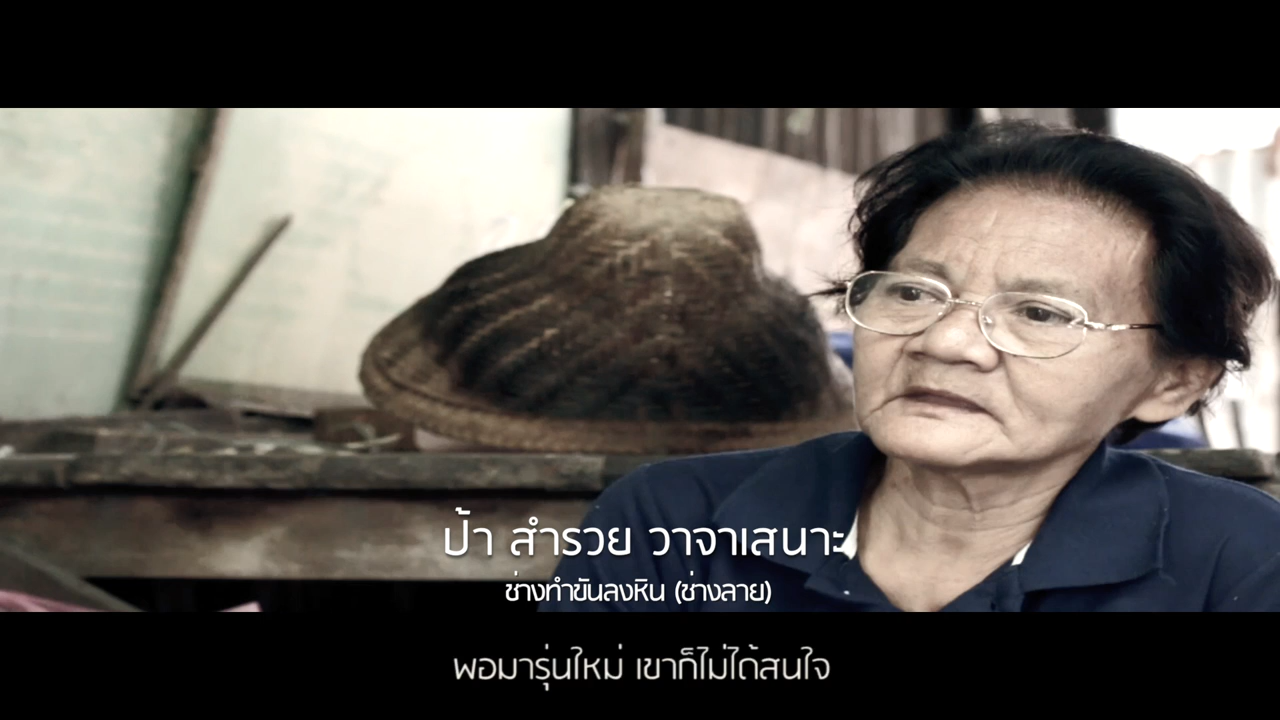 ป้า สำรวย วาจาเสนาะ
ช่างทำขันลงหิน (ช่างลาย)
พอมารุ่นใหม่ เขาก็ไม่ได้สนใจ